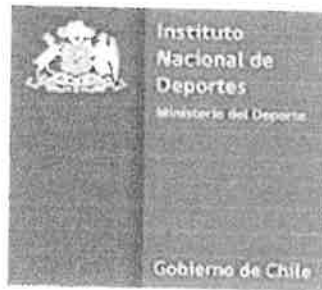 Instituto
Nacional de
Deportes
Ministerio del Deporte
Gobierno de Chile